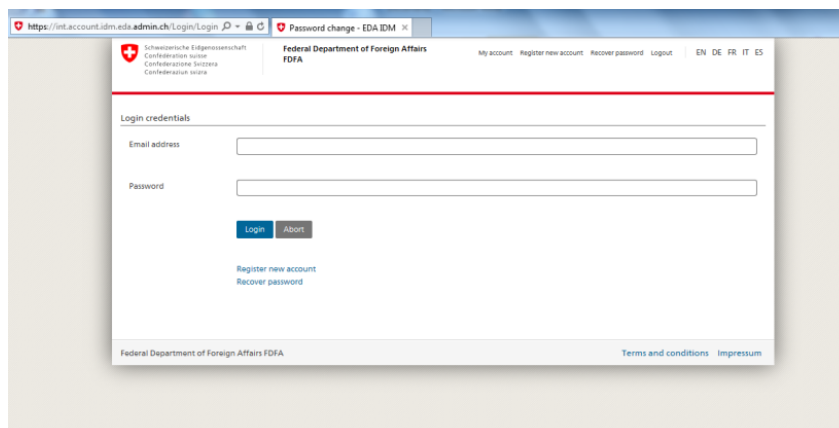 https://int.account.idm.eda.admin.ch/Login/Login
Password change - EDA IDM
Schweizerische Eidgenossenschaft
Confédération suisse
Confederazione Svizzera
Confederaziun svizra
Federal Department of Foreign Affairs
FDFA
My account Register new account Recover password Logout
EN DE FR IT ES
Login credentials
Email address
Password
Login Abort
Register new account
Recover password
Federal Department of Foreign Affairs FDFA
Terms and conditions Impressum